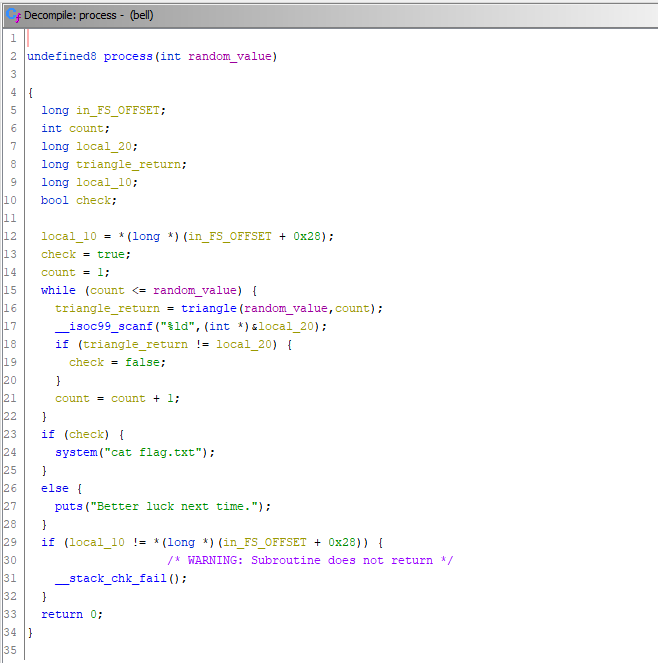 Decompile: process - (bell)
1
2 undefined8 process(int random_value)
3
4 {
5 long in_FS_OFFSET;
6 int count;
7 long local_20;
8 long triangle_return;
9 long local_10;
10 bool check;
11
12 local_10 = *(long *)(in_FS_OFFSET + 0x28);
13 check = true;
14 count = 1;
15 while (count <= random_value) {
16 triangle_return = triangle(random_value,count);
17 __isoc99_scanf("%ld",(int *)&local_20);
18 if (triangle_return != local_20) {
19 check = false;
20 }
21 count = count + 1;
22 }
23 if (check) {
24 system("cat flag.txt");
25 }
26 else {
27 puts("Better luck next time.");
28 }
29 if (local_10 != *(long *)(in_FS_OFFSET + 0x28)) {
30 /* WARNING: Subroutine does not return */
31 __stack_chk_fail();
32 }
33 return 0;
34 }
35